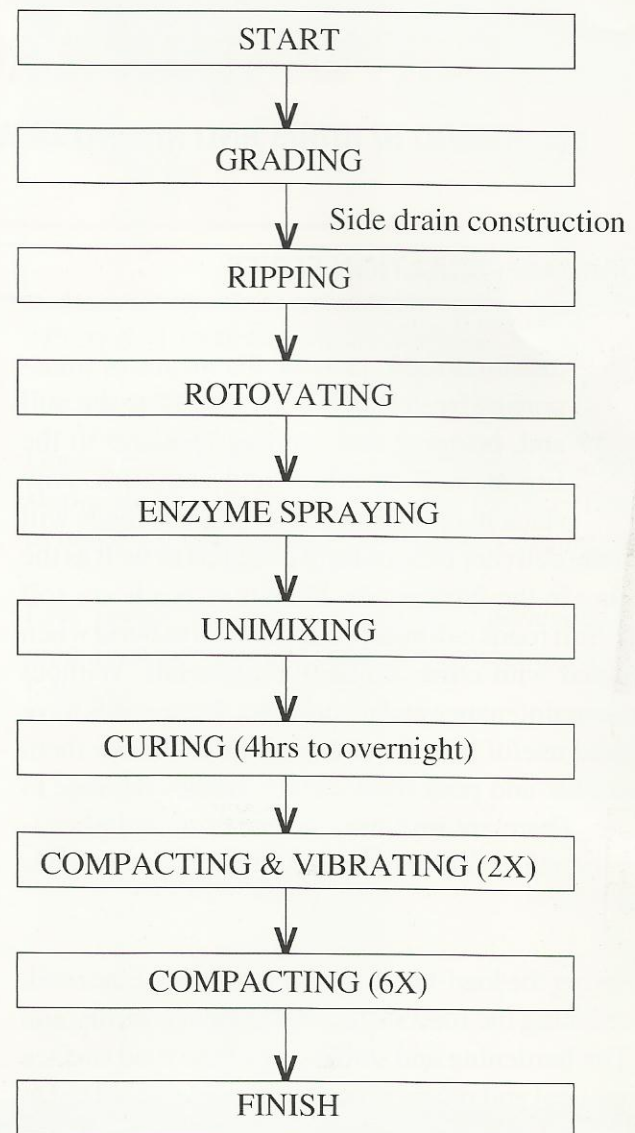 START
GRADING
Side drain construction
RIPPING
ROTOVATING
ENZYME SPRAYING
UNIMIXING
CURING (4hrs to overnight)
COMPACTING & VIBRATING (2X)
COMPACTING (6X)
FINISH